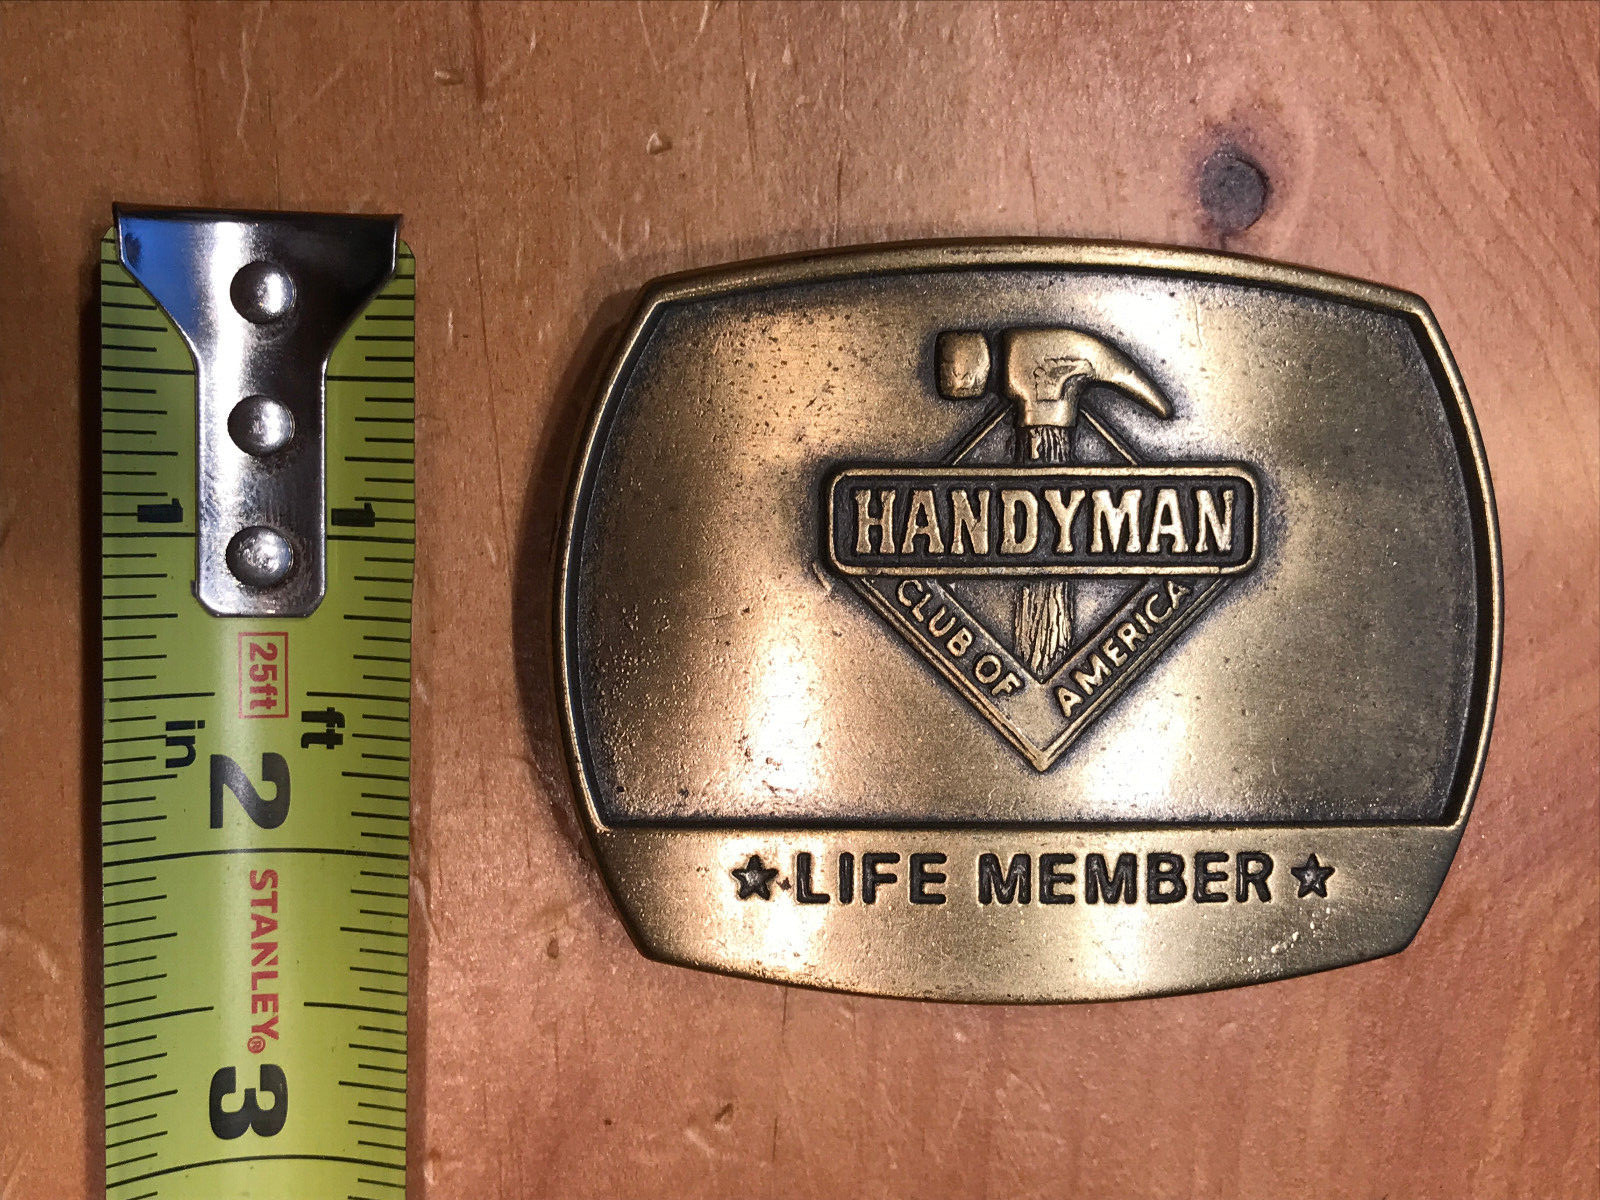 1 1
25ft
in ft
2
STANLEY®
3
HANDYMAN
CLUB OF AMERICA
★ LIFE MEMBER ★